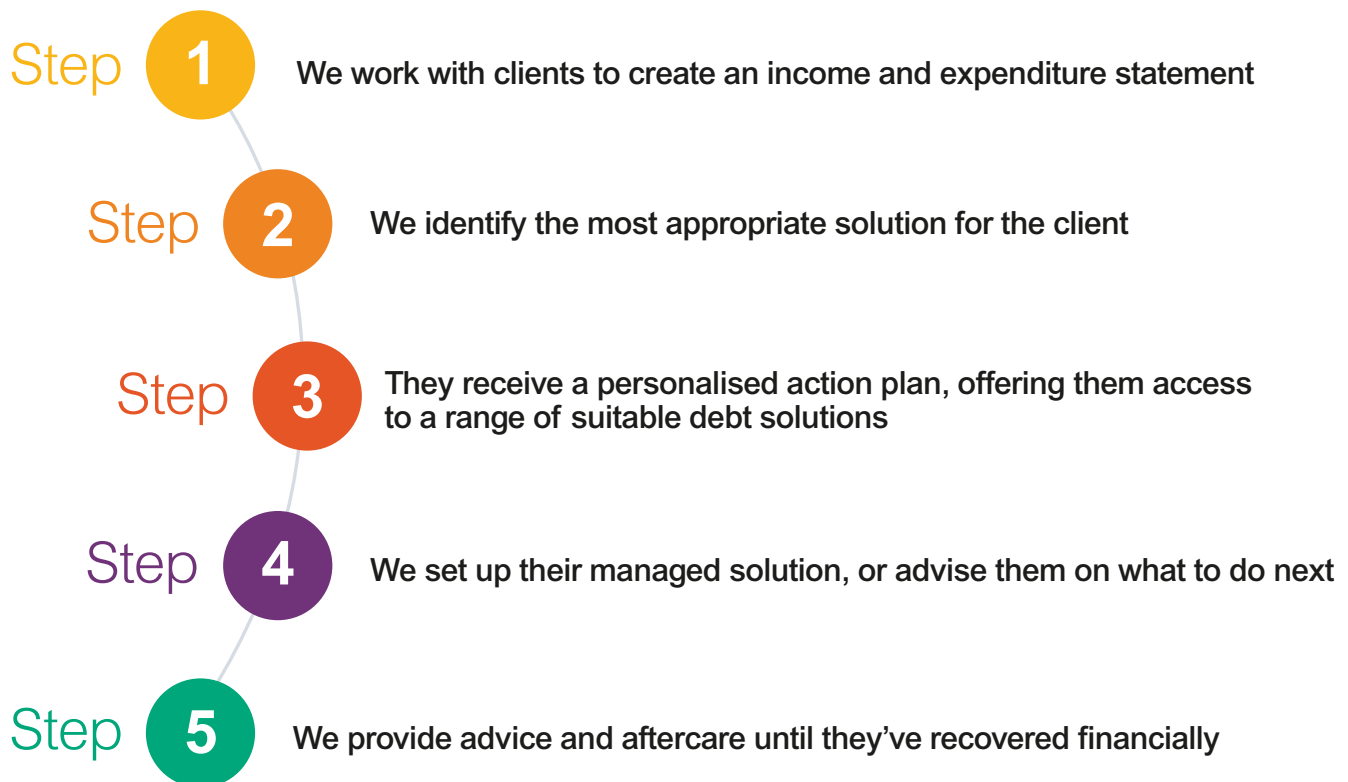 Step 1 We work with clients to create an income and expenditure statement
Step 2 We identify the most appropriate solution for the client
Step 3 They receive a personalised action plan, offering them access
to a range of suitable debt solutions
Step 4 We set up their managed solution, or advise them on what to do next
Step 5 We provide advice and aftercare until they’ve recovered financially